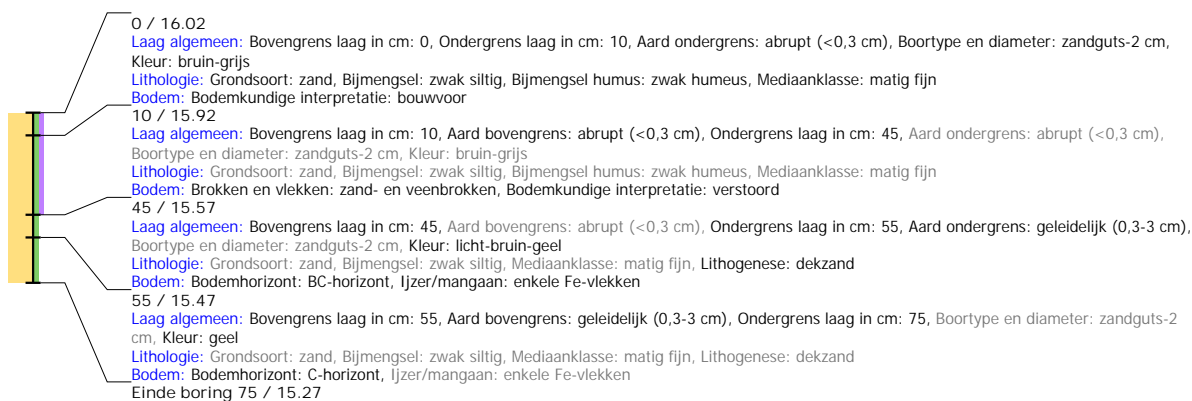 0 / 16.02
Laag algemeen: Bovengrens laag in cm: 0, Ondergrens laag in cm: 10, Aard ondergrens: abrupt (<0,3 cm), Boortype en diameter: zandguts-2 cm,
Kleur: bruin-grijs
Lithologie: Grondsoort: zand, Bijmengsel: zwak siltig, Bijmengsel humus: zwak humeus, Mediaanklasse: matig fijn
Bodem: Bodemkundige interpretatie: bouwvoor
10 / 15.92
Laag algemeen: Bovengrens laag in cm: 10, Aard bovengrens: abrupt (<0,3 cm), Ondergrens laag in cm: 45, Aard ondergrens: abrupt (<0,3 cm),
Boortype en diameter: zandguts-2 cm, Kleur: bruin-grijs
Lithologie: Grondsoort: zand, Bijmengsel: zwak siltig, Bijmengsel humus: zwak humeus, Mediaanklasse: matig fijn
Bodem: Brokken en vlekken: zand- en veenbrokken, Bodemkundige interpretatie: verstoord
45 / 15.57
Laag algemeen: Bovengrens laag in cm: 45, Aard bovengrens: abrupt (<0,3 cm), Ondergrens laag in cm: 55, Aard ondergrens: geleidelijk (0,3-3 cm),
Boortype en diameter: zandguts-2 cm, Kleur: licht-bruin-geel
Lithologie: Grondsoort: zand, Bijmengsel: zwak siltig, Mediaanklasse: matig fijn, Lithogenese: dekzand
Bodem: Bodemhorizont: BC-horizont, Ijzer/mangaan: enkele Fe-vlekken
55 / 15.47
Laag algemeen: Bovengrens laag in cm: 55, Aard bovengrens: geleidelijk (0,3-3 cm), Ondergrens laag in cm: 75, Boortype en diameter: zandguts-2
cm, Kleur: geel
Lithologie: Grondsoort: zand, Bijmengsel: zwak siltig, Mediaanklasse: matig fijn, Lithogenese: dekzand
Bodem: Bodemhorizont: C-horizont, Ijzer/mangaan: enkele Fe-vlekken
Einde boring 75 / 15.27